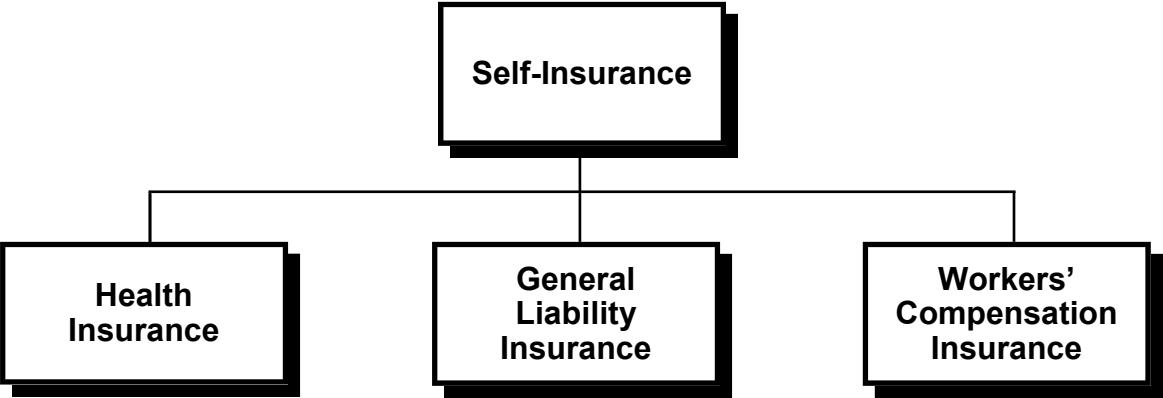 Self-Insurance
Health
Insurance
General
Liability
Insurance
Workers’
Compensation
Insurance